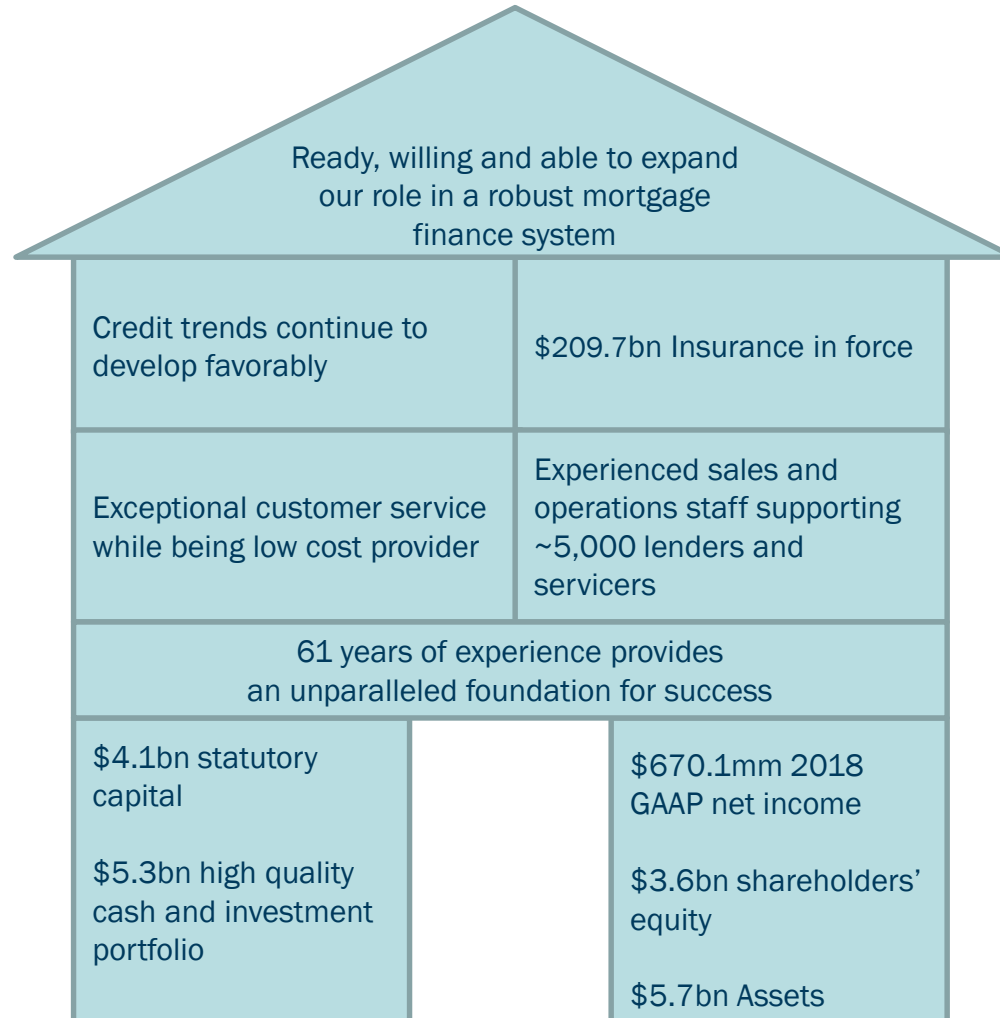 Ready, willing and able to expand
our role in a robust mortgage
finance system
Credit trends continue to
develop favorably
$209.7bn Insurance in force
Exceptional customer service
while being low cost provider
Experienced sales and
operations staff supporting
~5,000 lenders and
servicers
61 years of experience provides
an unparalleled foundation for success
$4.1bn statutory
capital
$5.3bn high quality
cash and investment
portfolio
$670.1mm 2018
GAAP net income
$3.6bn shareholders’
equity
$5.7bn Assets